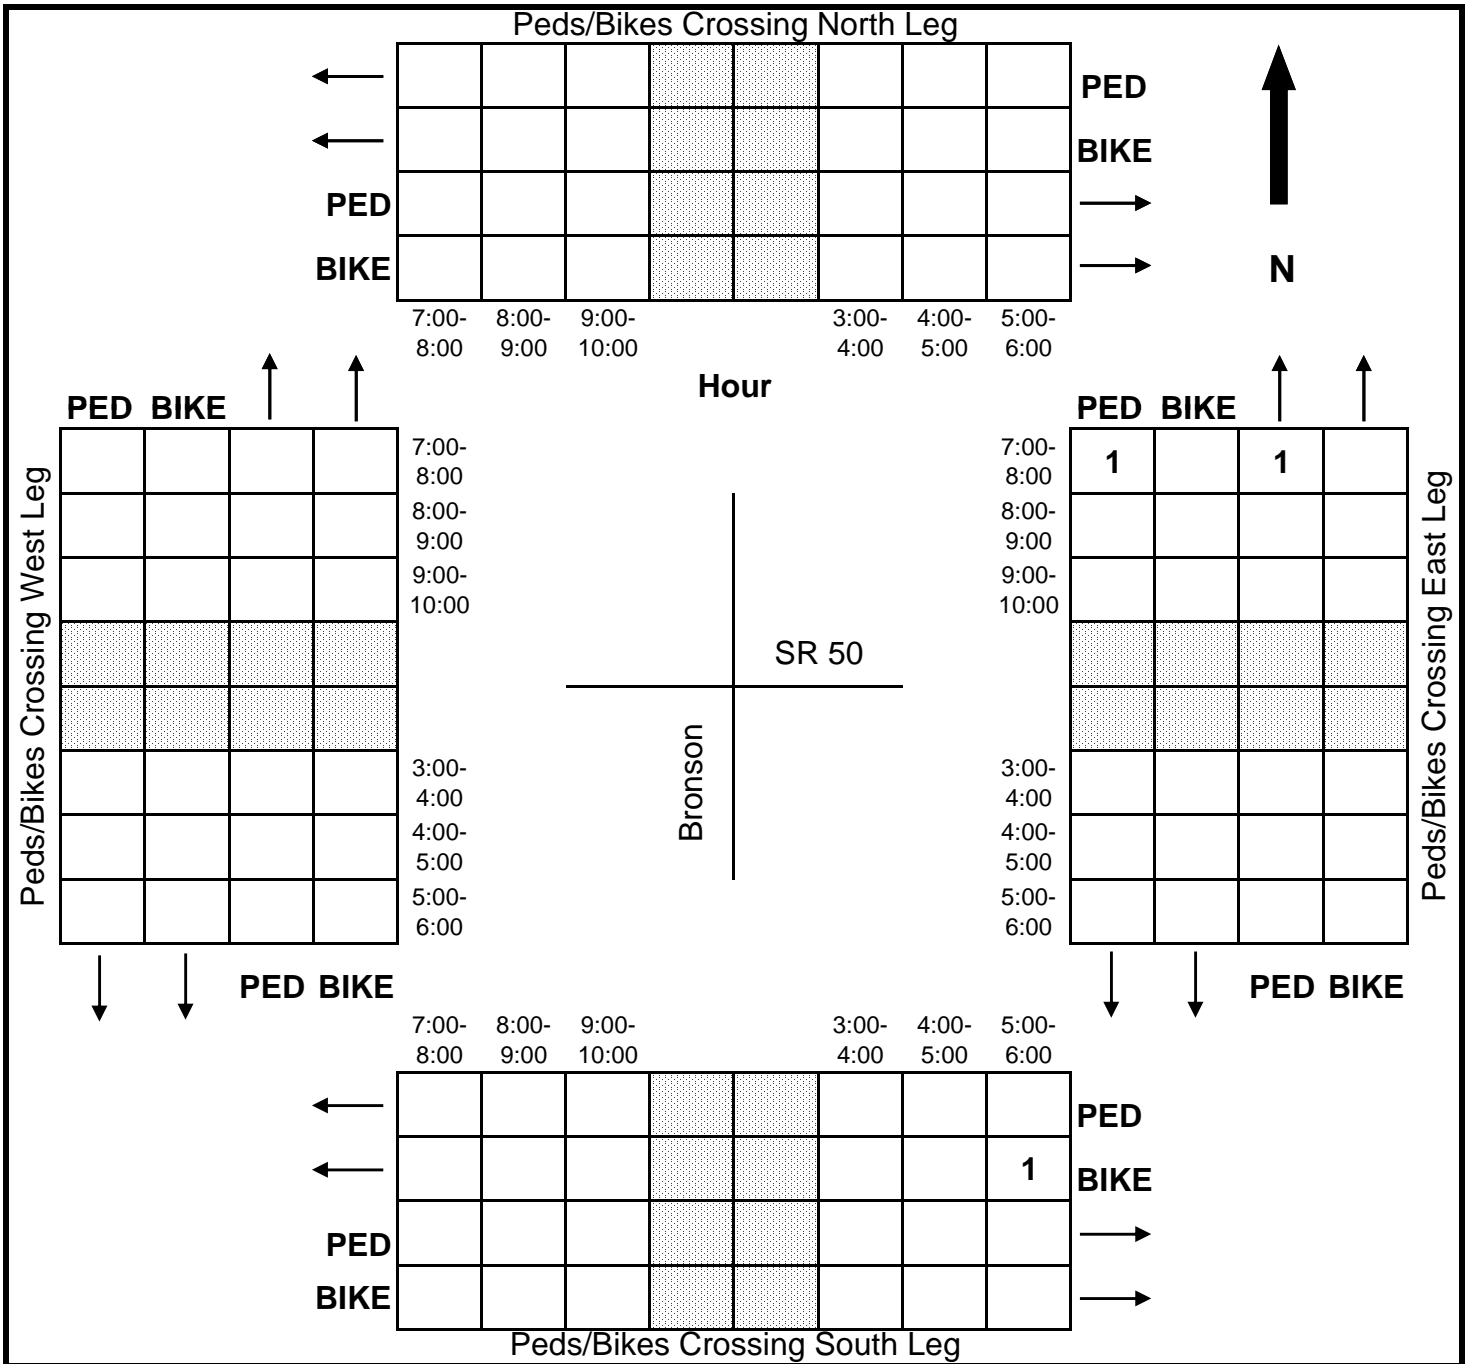 Peds/Bikes Crossing North Leg
PED
BIKE
PED
BIKE
N
7:00- 8:00- 9:00- 3:00- 4:00- 5:00-
8:00 9:00 10:00 4:00 5:00 6:00
Hour
PED BIKE
PED BIKE
Peds/Bikes Crossing West Leg
7:00-
8:00
8:00-
9:00
9:00-
10:00
3:00-
4:00
4:00-
5:00
5:00-
6:00
PED BIKE
SR 50
Bronson
7:00-
8:00
8:00-
9:00
9:00-
10:00
3:00-
4:00
4:00-
5:00
5:00-
6:00
1 1
Peds/Bikes Crossing East Leg
PED BIKE
7:00- 8:00- 9:00- 3:00- 4:00- 5:00-
8:00 9:00 10:00 4:00 5:00 6:00
PED
1 BIKE
PED
BIKE
Peds/Bikes Crossing South Leg